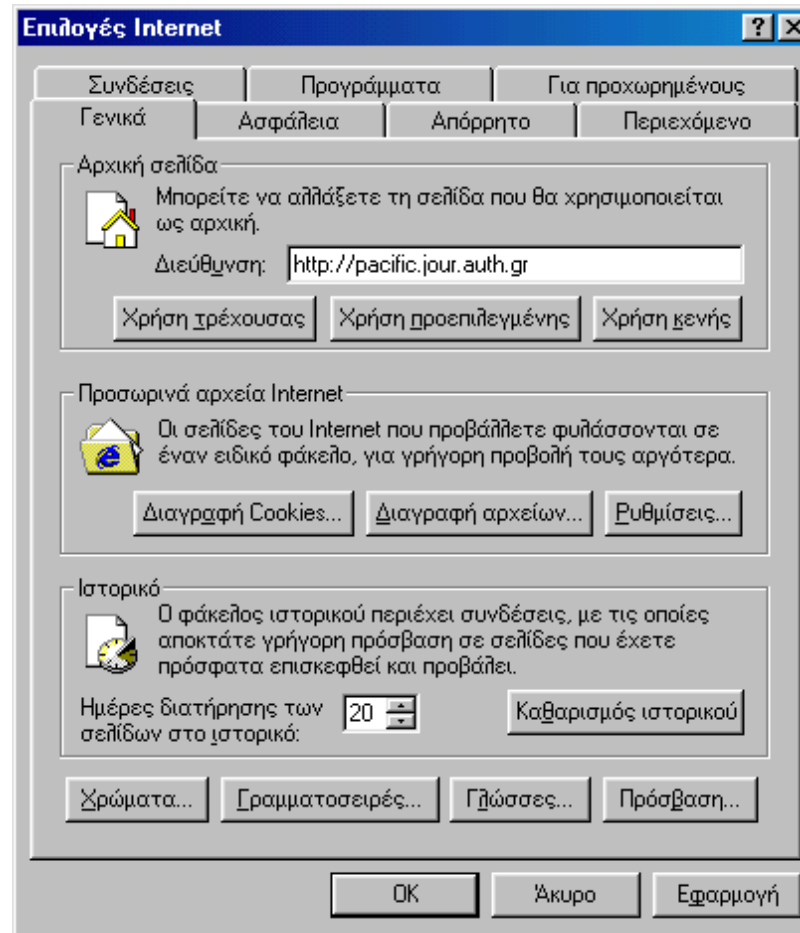 Επιλογές Internet
Συνδέσεις Προγράμματα Για προχωρημένους
Γενικά Ασφάλεια Απόρρητο Περιεχόμενο
Αρχική σελίδα
Μπορείτε να αλλάξετε τη σελίδα που θα χρησιμοποιείται
ως αρχική.
Διεύθυνση: http://pacific.jour.auth.gr
Χρήση τρέχουσας Χρήση προεπιλεγμένης Χρήση κενής
Προσωρινά αρχεία Internet
Οι σελίδες του Internet που προβάλλετε φυλάσσονται σε
έναν ειδικό φάκελο, για γρήγορη προβολή τους αργότερα.
Διαγραφή Cookies... Διαγραφή αρχείων... Ρυθμίσεις...
Ιστορικό
Ο φάκελος ιστορικού περιέχει συνδέσεις, με τις οποίες
αποκτάτε γρήγορη πρόσβαση σε σελίδες που έχετε
πρόσφατα επισκεφθεί και προβάλει.
Ημέρες διατήρησης των
σελίδων στο ιστορικό: 20 Καθαρισμός ιστορικού
Χρώματα... Γραμματοσειρές... Γλώσσες... Πρόσβαση...
OK Άκυρο Εφαρμογή